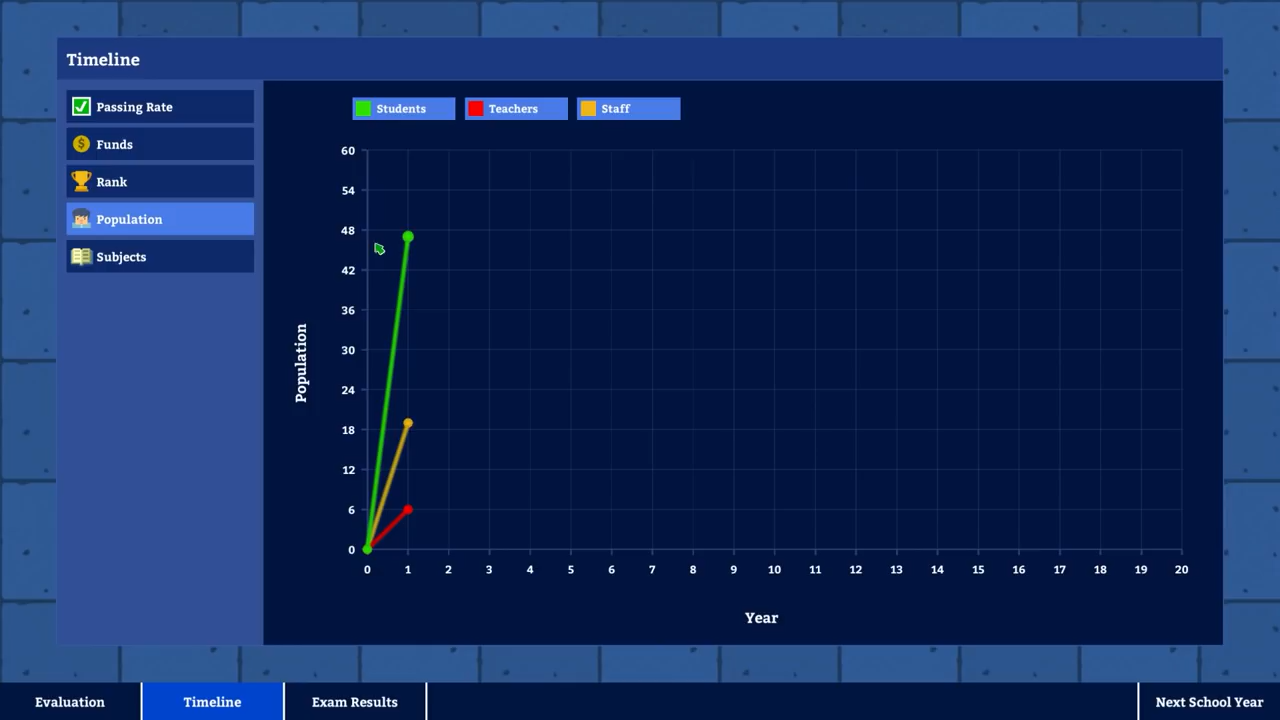 Timeline
Passing Rate
Funds
Rank
Population
Subjects
Students Teachers Staff
60
54
48
42
36
30
24
18
12
6
0
Population
0 1 2 3 4 5 6 7 8 9 10 11 12 13 14 15 16 17 18 19 20
Year
Evaluation Timeline Exam Results Next School Year